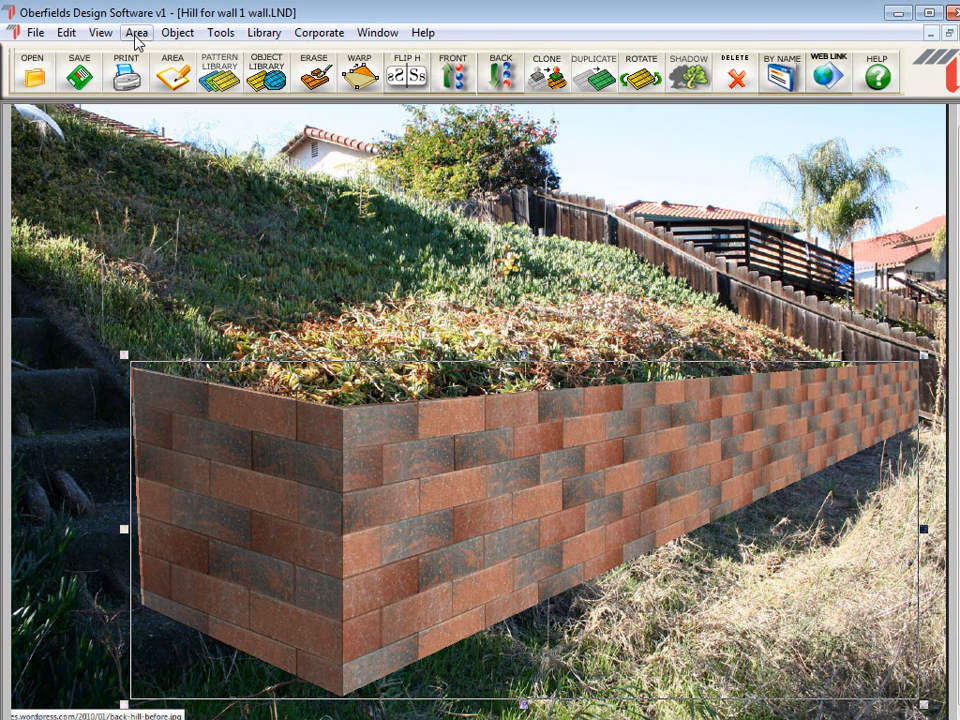 Oberfields Design Software v1 - [Hill for wall 1 wall.LND]
File Edit View Area Object Tools Library Corporate Window Help
OPEN SAVE PRINT AREA PATTERN LIBRARY OBJECT LIBRARY ERASE WARP FLIP H FRONT BACK CLONE DUPLICATE ROTATE SHADOW DELETE BY NAME WEB LINK HELP
es.wordpress.com/2010/01/back-hill-before.jpg